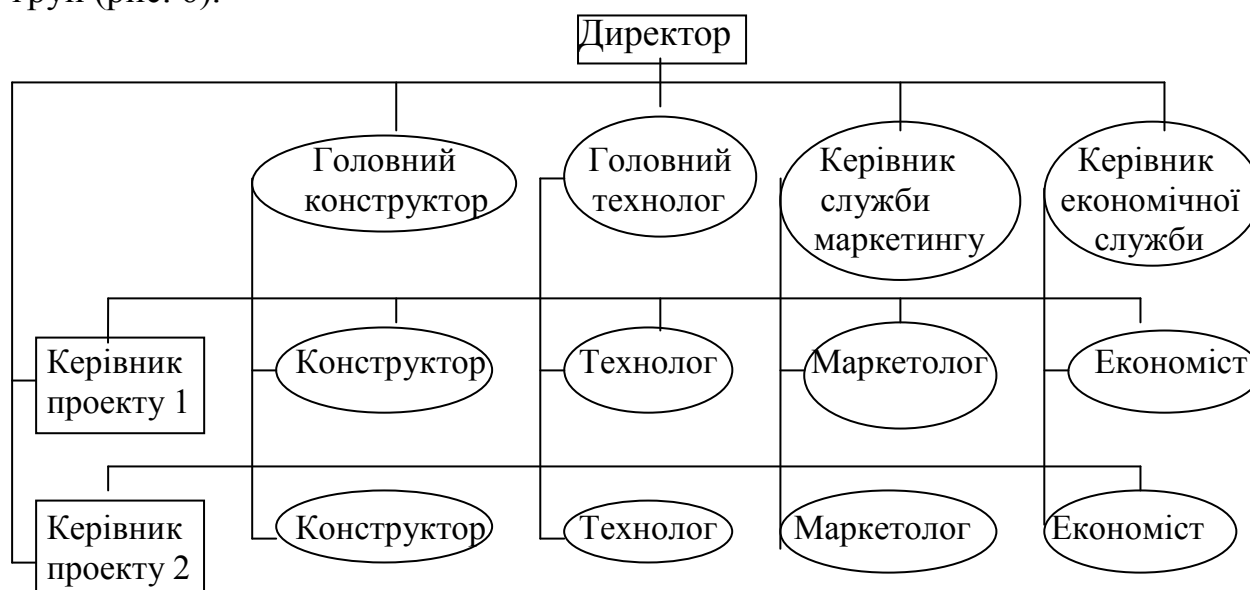 груп (рис. 6).
Директор
Головний
конструктор
Головний
технолог
Керівник
служби
маркетингу
Керівник
економічної
служби
Керівник
проекту 1
Конструктор
Технолог
Маркетолог
Економіст
Керівник
проекту 2
Конструктор
Технолог
Маркетолог
Економіст